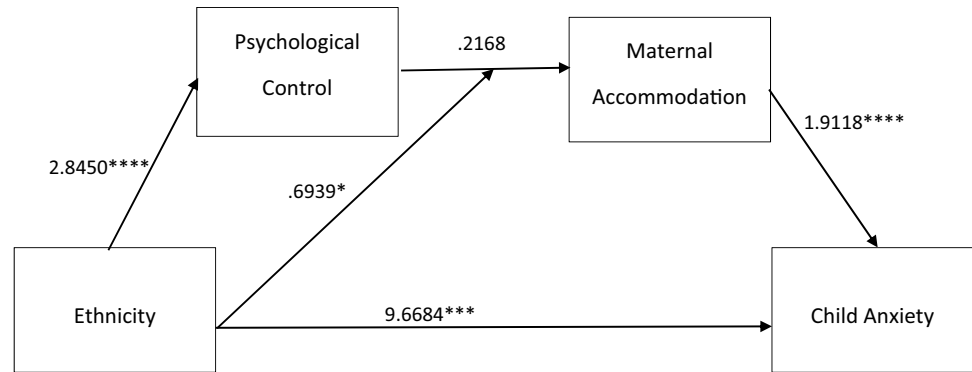 Psychological
Control
.2168
Maternal
Accommodation
2.8450****
.6939*
1.9118****
Ethnicity
9.6684***
Child Anxiety